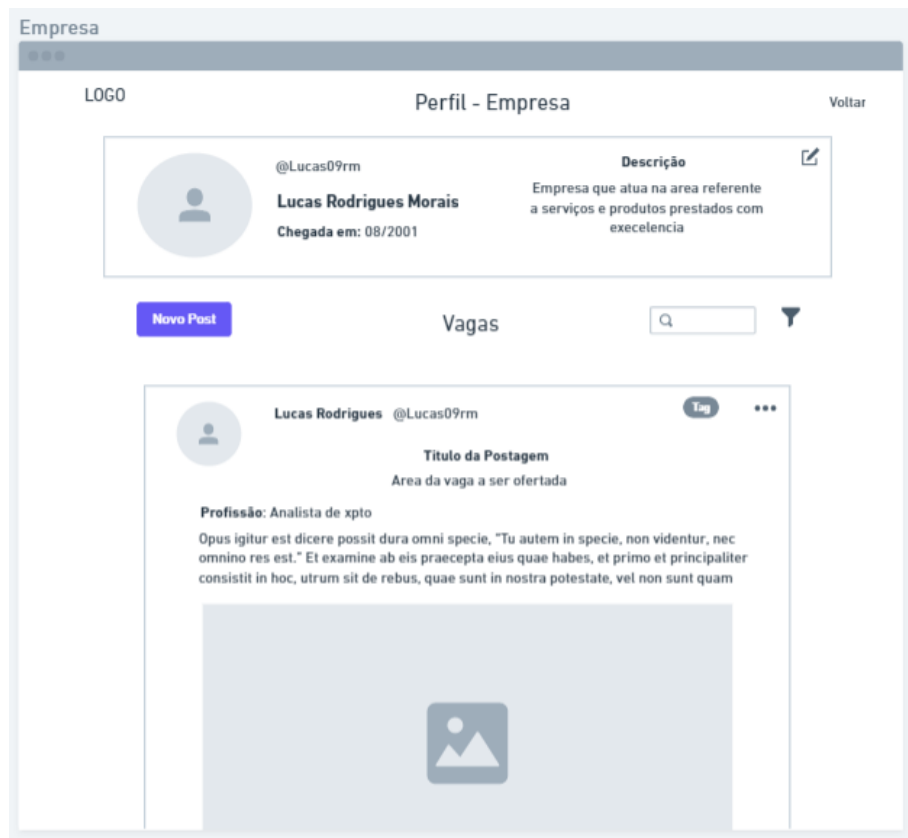 Empresa
LOGO
Perfil - Empresa
Voltar
@Lucas09rm
Lucas Rodrigues Morais
Chegada em: 08/2001
Descrição
Empresa que atua na area referente
a serviços e produtos prestados com
execelencia
Novo Post
Vagas
Lucas Rodrigues @Lucas09rm
Tag
Titulo da Postagem
Area da vaga a ser ofertada
Profissão: Analista de xpto
Opus igitur est dicere possit dura omni specie, "Tu autem in specie, non videntur, nec
omnino res est." Et examine ab eis praecepta eius quae habes, et primo et principaliter
consistit in hoc, utrum sit de rebus, quae sunt in nostra potestate, vel non sunt quam